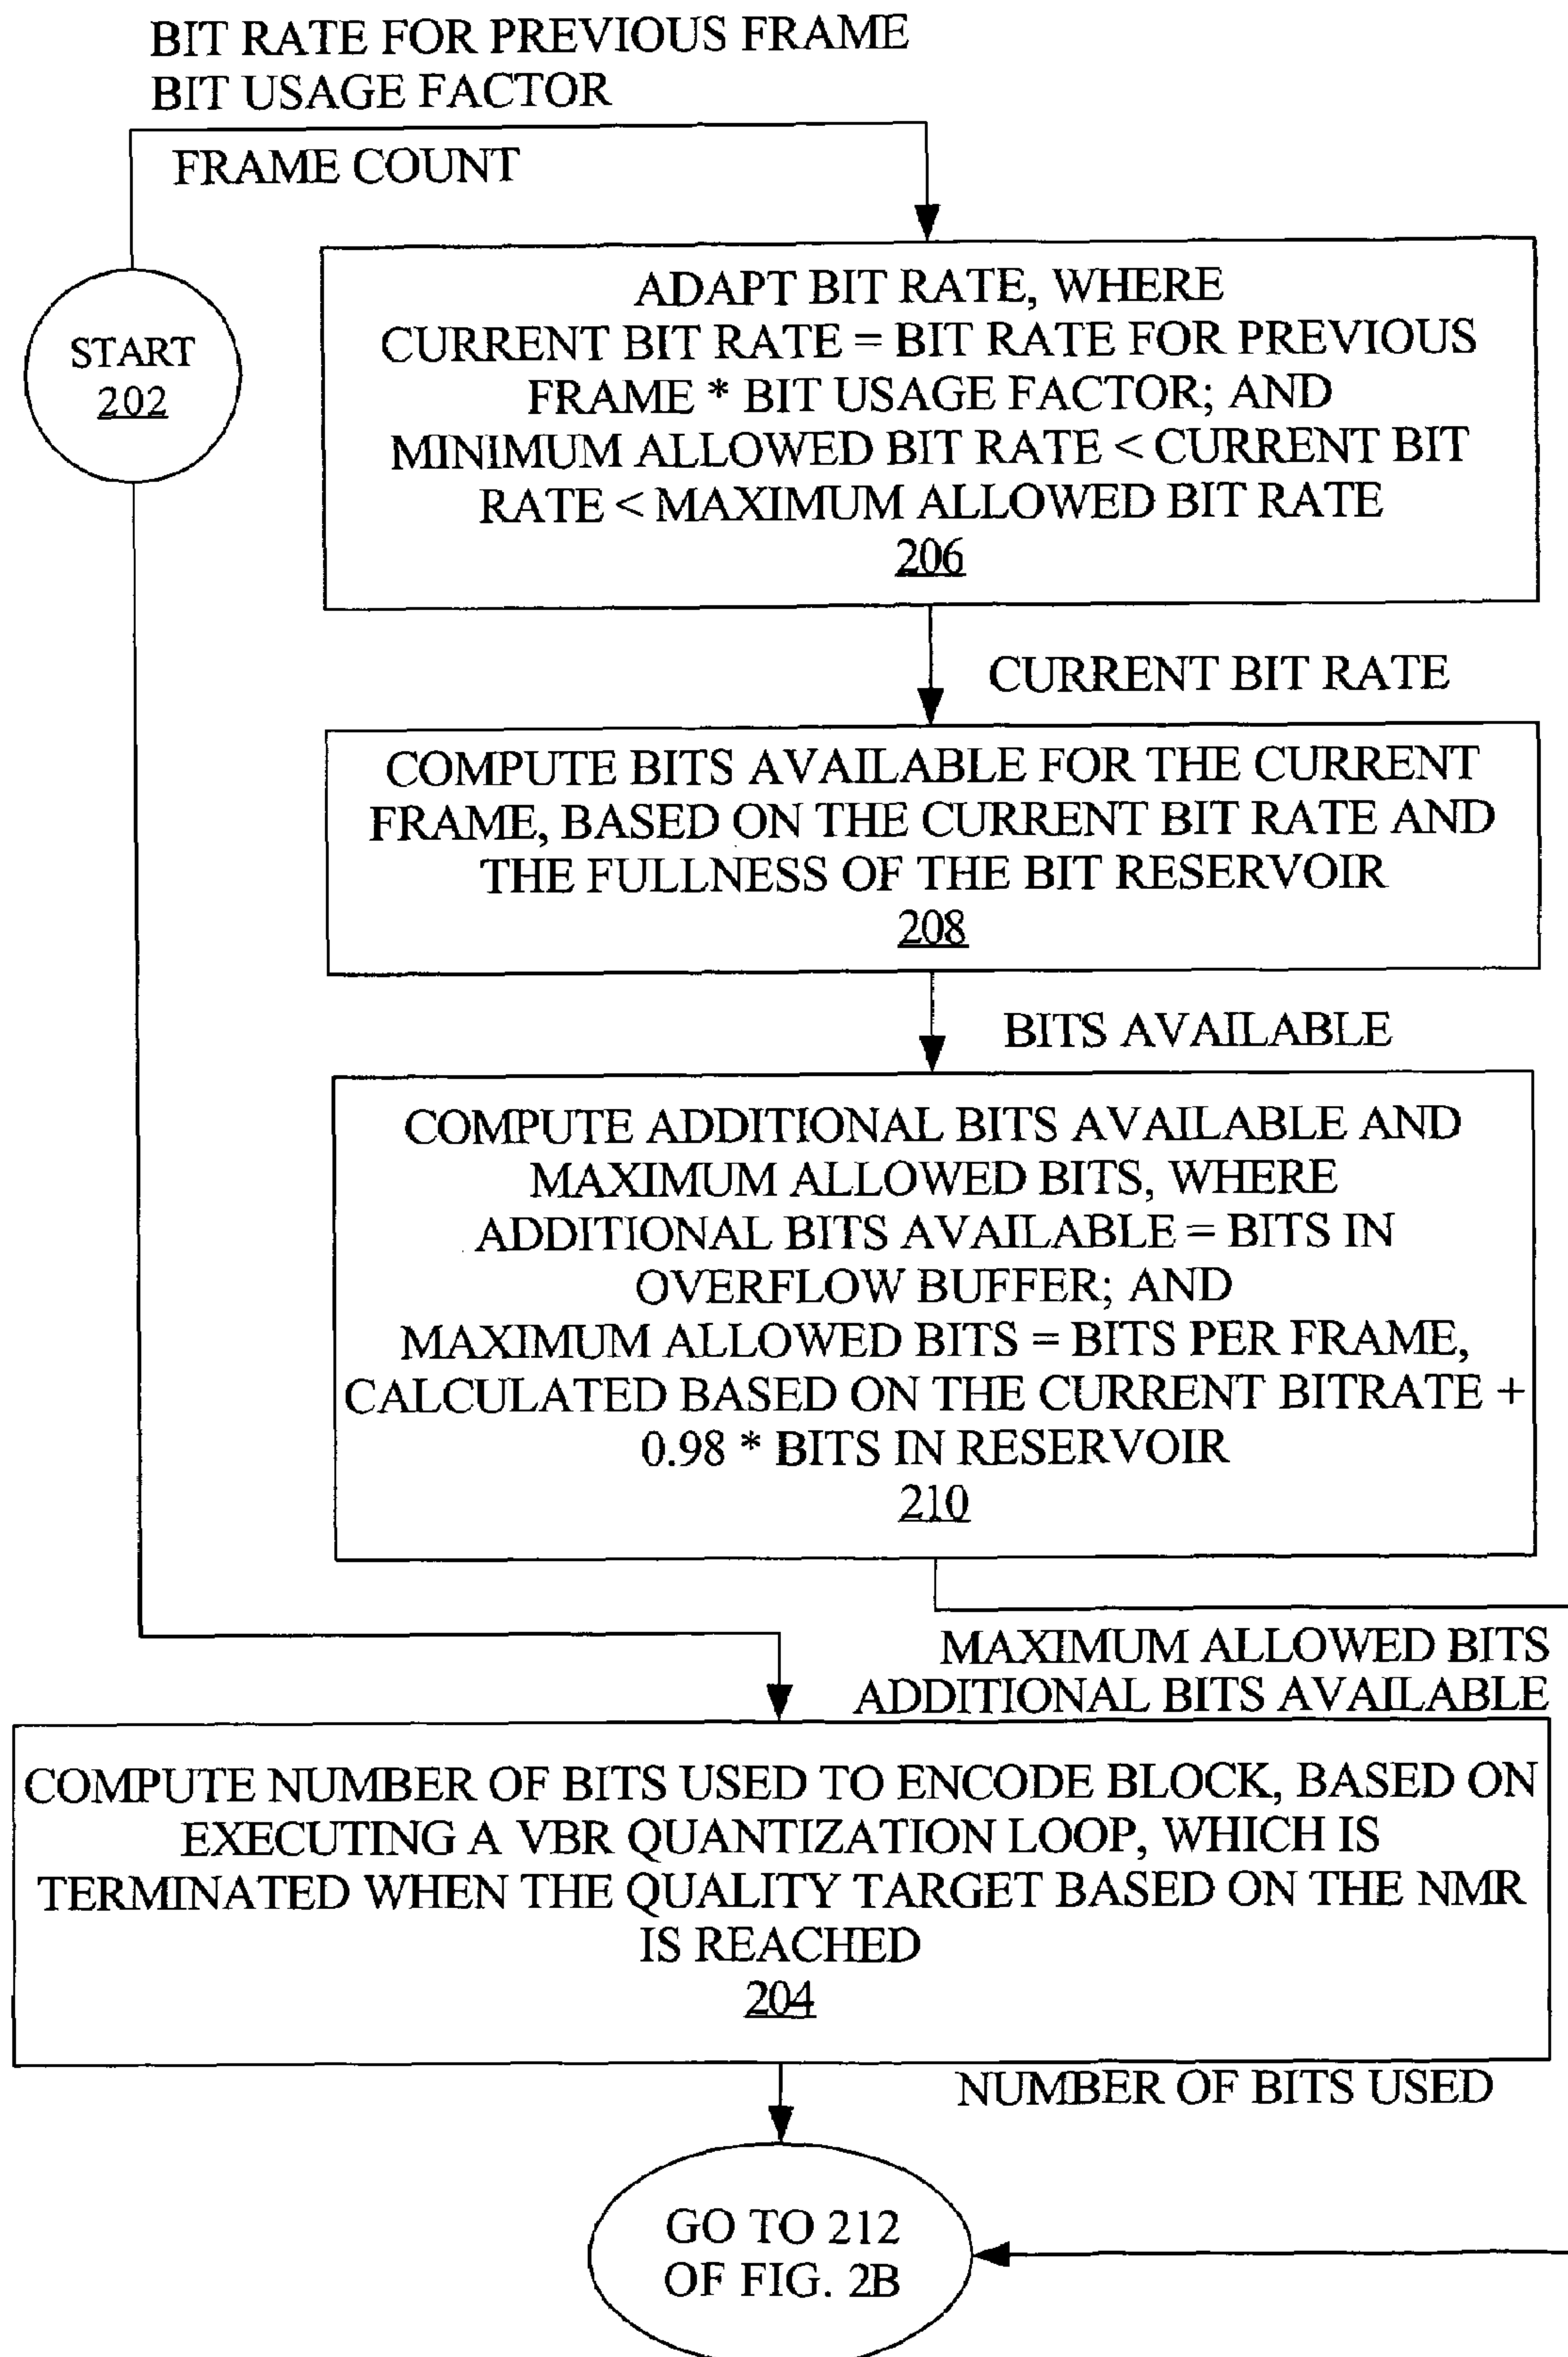 BIT RATE FOR PREVIOUS FRAME
BIT USAGE FACTOR
FRAME COUNT
START
202
ADAPT BIT RATE, WHERE
CURRENT BIT RATE = BIT RATE FOR PREVIOUS
FRAME * BIT USAGE FACTOR; AND
MINIMUM ALLOWED BIT RATE < CURRENT BIT
RATE < MAXIMUM ALLOWED BIT RATE
206
CURRENT BIT RATE
COMPUTE BITS AVAILABLE FOR THE CURRENT
FRAME, BASED ON THE CURRENT BIT RATE AND
THE FULLNESS OF THE BIT RESERVOIR
208
BITS AVAILABLE
COMPUTE ADDITIONAL BITS AVAILABLE AND
MAXIMUM ALLOWED BITS, WHERE
ADDITIONAL BITS AVAILABLE = BITS IN
OVERFLOW BUFFER; AND
MAXIMUM ALLOWED BITS = BITS PER FRAME,
CALCULATED BASED ON THE CURRENT BITRATE +
0.98 * BITS IN RESERVOIR
210
MAXIMUM ALLOWED BITS
ADDITIONAL BITS AVAILABLE
COMPUTE NUMBER OF BITS USED TO ENCODE BLOCK, BASED ON
EXECUTING A VBR QUANTIZATION LOOP, WHICH IS
TERMINATED WHEN THE QUALITY TARGET BASED ON THE NMR
IS REACHED
204
NUMBER OF BITS USED
GO TO 212
OF FIG. 2B